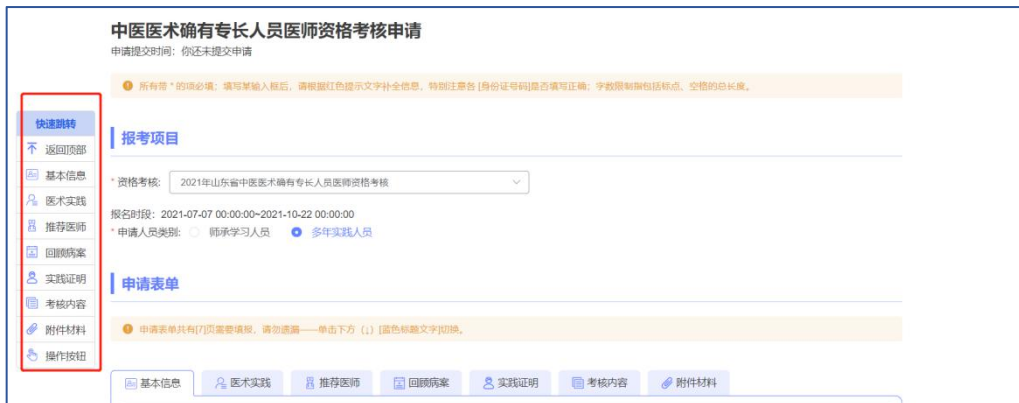 中医医术确有专长人员医师资格考核申请
申请提交时间：你还未提交申请
所有带 * 的项必填；填写某输入框后，请根据红色提示文字补全信息，特别注意各 [身份证号码]是否填写正确；字数限制指包括标点、空格的总长度。
快速跳转
返回顶部
基本信息
医术实践
推荐医师
回顾病案
实践证明
考核内容
附件材料
操作按钮
报考项目
* 资格考核: 2021年山东省中医医术确有专长人员医师资格考核
报名时段：2021-07-07 00:00:00~2021-10-22 00:00:00
* 申请人员类别: 师承学习人员 多年实践人员
申请表单
申请表单共有[7]页需要填报，请勿遗漏——单击下方（↓）[蓝色标题文字]切换。
基本信息 医术实践 推荐医师 回顾病案 实践证明 考核内容 附件材料